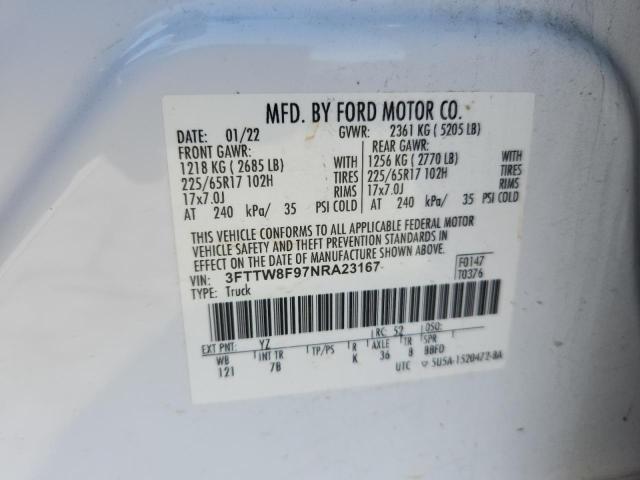 MFD. BY FORD MOTOR CO.
DATE: 01/22 GVWR: 2361 KG ( 5205 LB)
FRONT GAWR: REAR GAWR:
1218 KG ( 2685 LB) WITH 1256 KG ( 2770 LB) WITH
225/65R17 102H TIRES 225/65R17 102H TIRES
17x7.0J RIMS 17x7.0J RIMS
AT 240 kPa/ 35 PSI COLD AT 240 kPa/ 35 PSI COLD
THIS VEHICLE CONFORMS TO ALL APPLICABLE FEDERAL MOTOR
VEHICLE SAFETY AND THEFT PREVENTION STANDARDS IN
EFFECT ON THE DATE OF MANUFACTURE SHOWN ABOVE.
VIN: 3FTTW8F97NRA23167 F0147
TYPE: Truck T0376
EXT PNT: YZ RC: 52 DSO:
WB INT TR TP/PS R AXLE TR SPR
121 7B K 36 8 BBFD
UTC 5U5A-1520472-BA